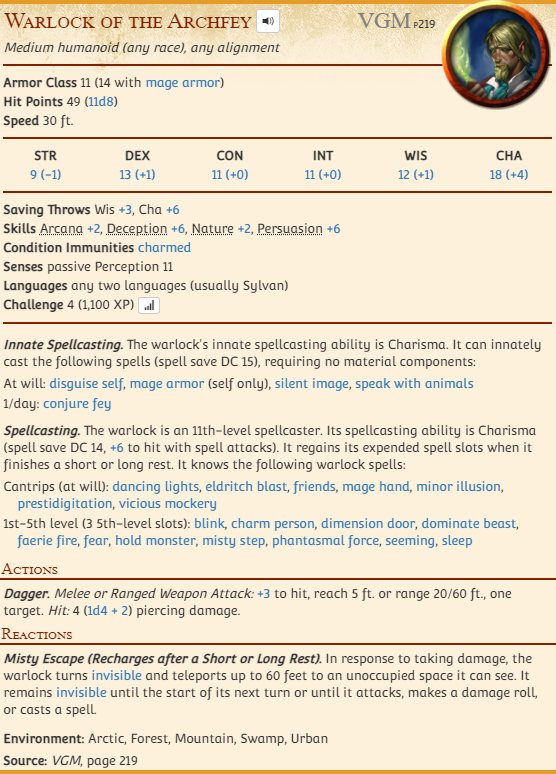 Warlock of the Archfey VGM p219
Medium humanoid (any race), any alignment
Armor Class 11 (14 with mage armor)
Hit Points 49 (11d8)
Speed 30 ft.
STR DEX CON INT WIS CHA
9 (−1) 13 (+1) 11 (+0) 11 (+0) 12 (+1) 18 (+4)
Saving Throws Wis +3, Cha +6
Skills Arcana +2, Deception +6, Nature +2, Persuasion +6
Condition Immunities charmed
Senses passive Perception 11
Languages any two languages (usually Sylvan)
Challenge 4 (1,100 XP)
Innate Spellcasting. The warlock's innate spellcasting ability is Charisma. It can innately
cast the following spells (spell save DC 15), requiring no material components:
At will: disguise self, mage armor (self only), silent image, speak with animals
1/day: conjure fey
Spellcasting. The warlock is an 11th-level spellcaster. Its spellcasting ability is Charisma
(spell save DC 14, +6 to hit with spell attacks). It regains its expended spell slots when it
finishes a short or long rest. It knows the following warlock spells:
Cantrips (at will): dancing lights, eldritch blast, friends, mage hand, minor illusion,
prestidigitation, vicious mockery
1st–5th level (3 5th-level slots): blink, charm person, dimension door, dominate beast,
faerie fire, fear, hold monster, misty step, phantasmal force, seeming, sleep
Actions
Dagger. Melee or Ranged Weapon Attack: +3 to hit, reach 5 ft. or range 20/60 ft., one
target. Hit: 4 (1d4 + 2) piercing damage.
Reactions
Misty Escape (Recharges after a Short or Long Rest). In response to taking damage, the
warlock turns invisible and teleports up to 60 feet to an unoccupied space it can see. It
remains invisible until the start of its next turn or until it attacks, makes a damage roll,
or casts a spell.
Environment: Arctic, Forest, Mountain, Swamp, Urban
Source: VGM, page 219